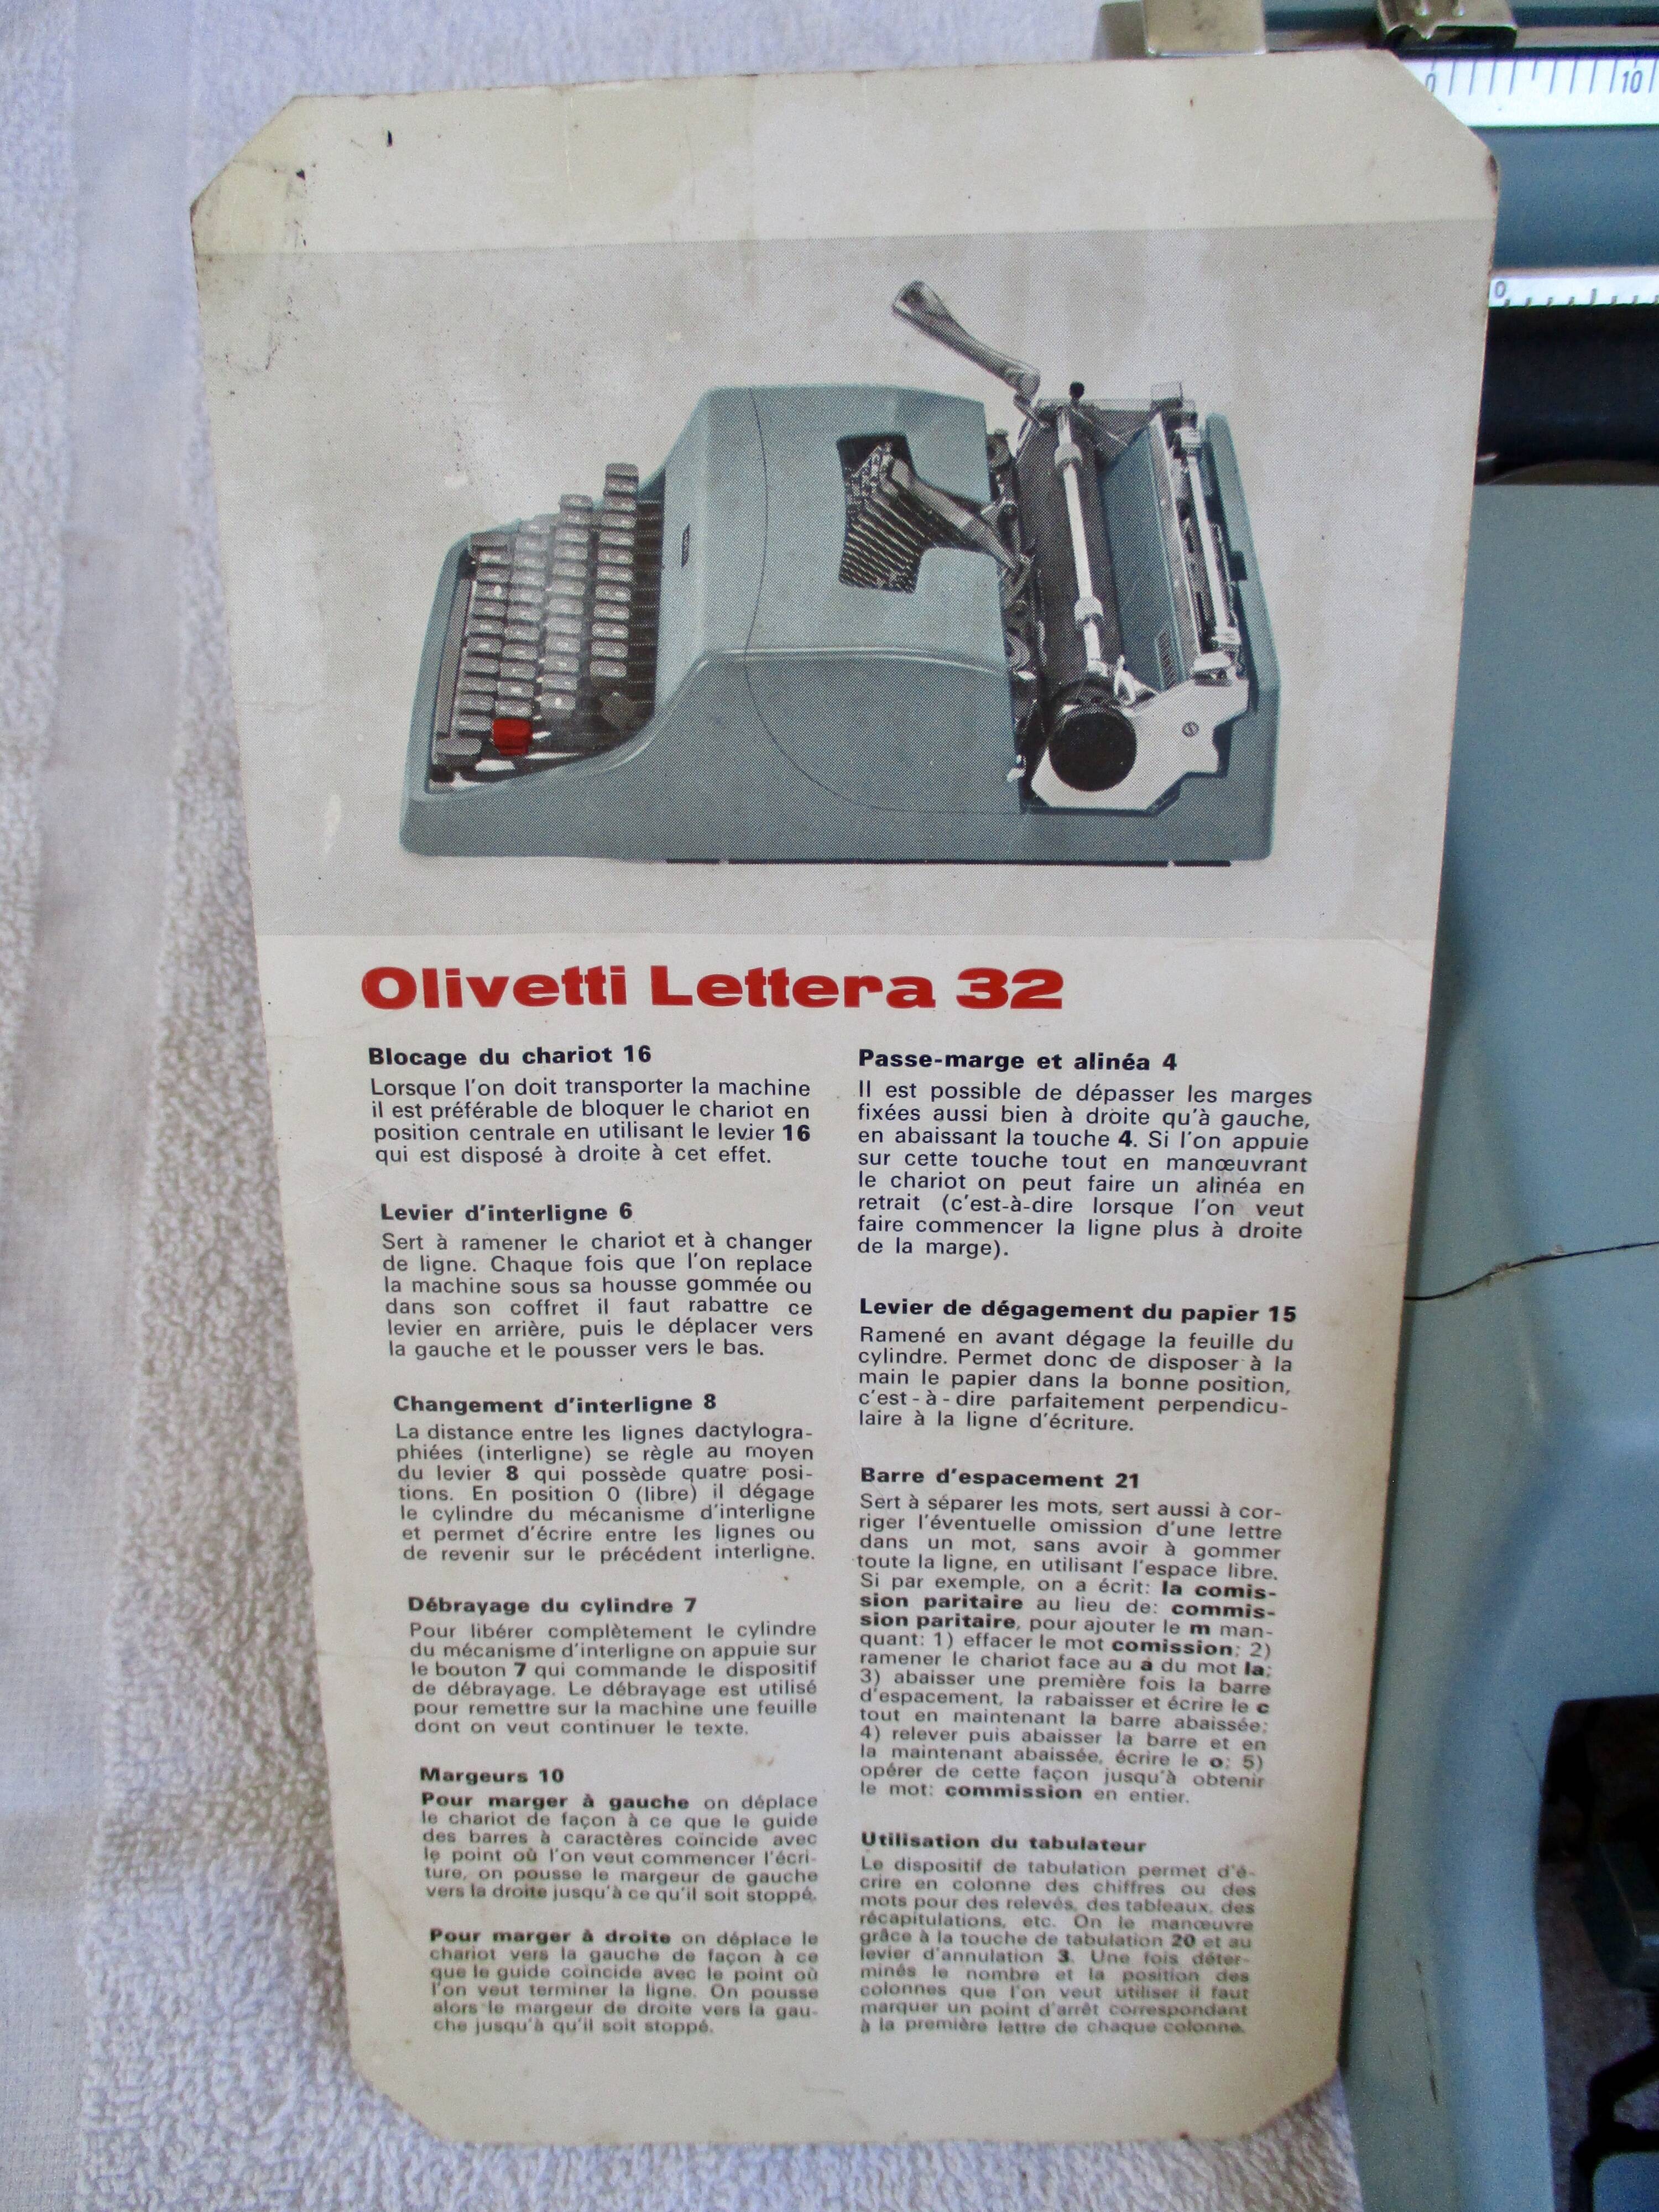 0 10
0
Olivetti Lettera 32
Blocage du chariot 16
Lorsque l'on doit transporter la machine
il est préférable de bloquer le chariot en
position centrale en utilisant le levier 16
qui est disposé à droite à cet effet.
Levier d'interligne 6
Sert à ramener le chariot et à changer
de ligne. Chaque fois que l'on replace
la machine sous sa housse gommée ou
dans son coffret il faut rabattre ce
levier en arrière, puis le déplacer vers
la gauche et le pousser vers le bas.
Changement d'interligne 8
La distance entre les lignes dactylogra-
phiées (interligne) se règle au moyen
du levier 8 qui possède quatre posi-
tions. En position 0 (libre) il dégage
le cylindre du mécanisme d'interligne
et permet d'écrire entre les lignes ou
de revenir sur le précédent interligne.
Débrayage du cylindre 7
Pour libérer complètement le cylindre
du mécanisme d'interligne on appuie sur
le bouton 7 qui commande le dispositif
de débrayage. Le débrayage est utilisé
pour remettre sur la machine une feuille
dont on veut continuer le texte.
Margeurs 10
Pour marger à gauche on déplace
le chariot de façon à ce que le guide
des barres à caractères coïncide avec
le point où l'on veut commencer l'écri-
ture, on pousse le margeur de gauche
vers la droite jusqu'à ce qu'il soit stoppé.
Pour marger à droite on déplace le
chariot vers la gauche de façon à ce
que le guide coïncide avec le point où
l'on veut terminer la ligne. On pousse
alors le margeur de droite vers la gau-
che jusqu'à qu'il soit stoppé.
Passe-marge et alinéa 4
Il est possible de dépasser les marges
fixées aussi bien à droite qu'à gauche,
en abaissant la touche 4. Si l'on appuie
sur cette touche tout en manœuvrant
le chariot on peut faire un alinéa en
retrait (c'est-à-dire lorsque l'on veut
faire commencer la ligne plus à droite
de la marge).
Levier de dégagement du papier 15
Ramené en avant dégage la feuille du
cylindre. Permet donc de disposer à la
main le papier dans la bonne position,
c'est - à - dire parfaitement perpendicu-
laire à la ligne d'écriture.
Barre d'espacement 21
Sert à séparer les mots, sert aussi à cor-
riger l'éventuelle omission d'une lettre
dans un mot, sans avoir à gommer
toute la ligne, en utilisant l'espace libre.
Si par exemple, on a écrit: la comis-
sion paritaire au lieu de: commis-
sion paritaire, pour ajouter le m man-
quant: 1) effacer le mot comission; 2)
ramener le chariot face au a du mot la;
3) abaisser une première fois la barre
d'espacement, la rabaisser et écrire le c
tout en maintenant la barre abaissée;
4) relever puis abaisser la barre et en
la maintenant abaissée, écrire le o; 5)
opérer de cette façon jusqu'à obtenir
le mot: commission en entier.
Utilisation du tabulateur
Le dispositif de tabulation permet d'é-
crire en colonne des chiffres ou des
mots pour des relevés, des tableaux, des
récapitulations, etc. On le manœuvre
grâce à la touche de tabulation 20 et au
levier d'annulation 3. Une fois déter-
minés le nombre et la position des
colonnes que l'on veut utiliser il faut
marquer un point d'arrêt correspondant
à la première lettre de chaque colonne.